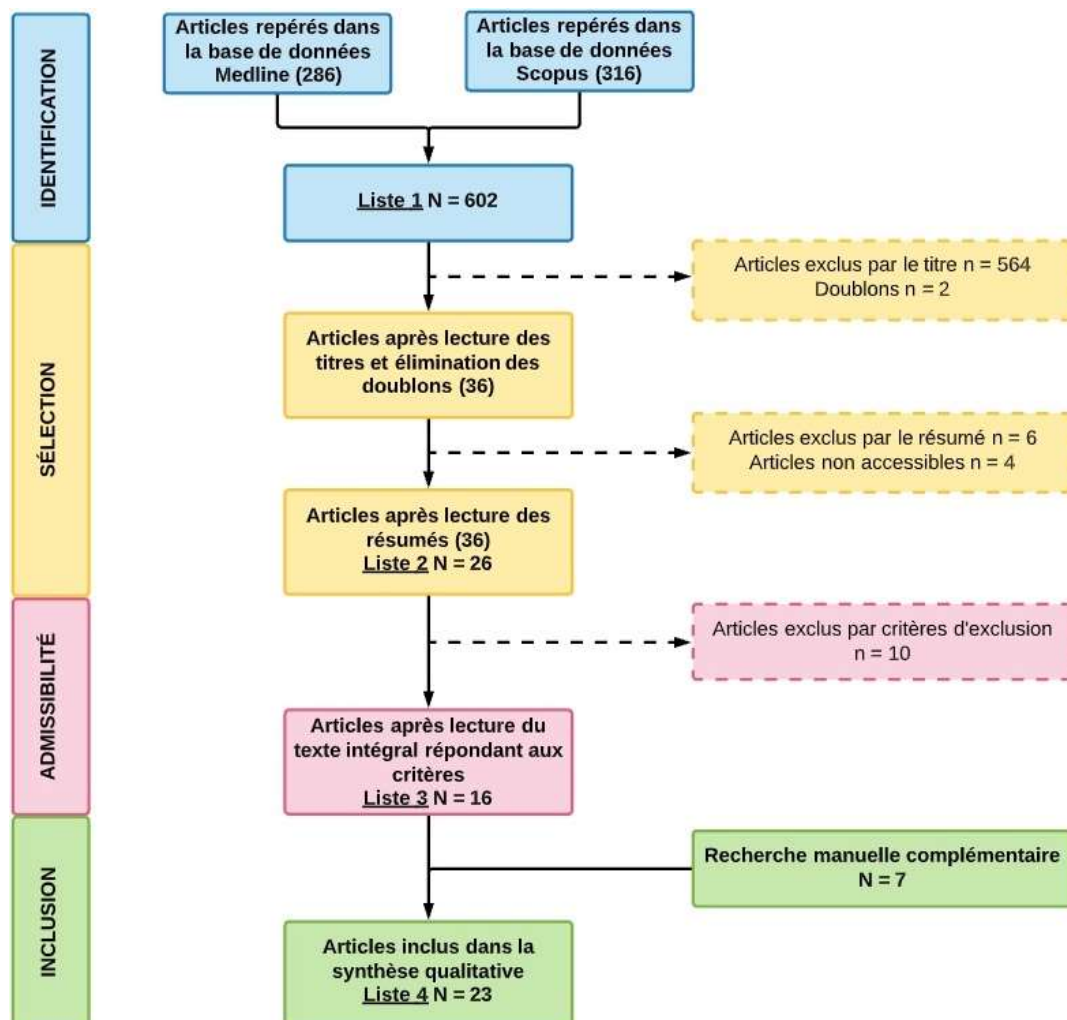 IDENTIFICATION
Articles repérés dans
la base de données
Medline (286)
Articles repérés dans
la base de données
Scopus (316)
Liste 1 N = 602
SÉLECTION
Articles exclus par le titre n = 564
Doublons n = 2
Articles après lecture des
titres et élimination des
doublons (36)
Articles exclus par le résumé n = 6
Articles non accessibles n = 4
Articles après lecture des
résumés (36)
Liste 2 N = 26
ADMISSIBILITÉ
Articles exclus par critères d'exclusion
n = 10
Articles après lecture du
texte intégral répondant aux
critères
Liste 3 N = 16
INCLUSION
Recherche manuelle complémentaire
N = 7
Articles inclus dans la
synthèse qualitative
Liste 4 N = 23